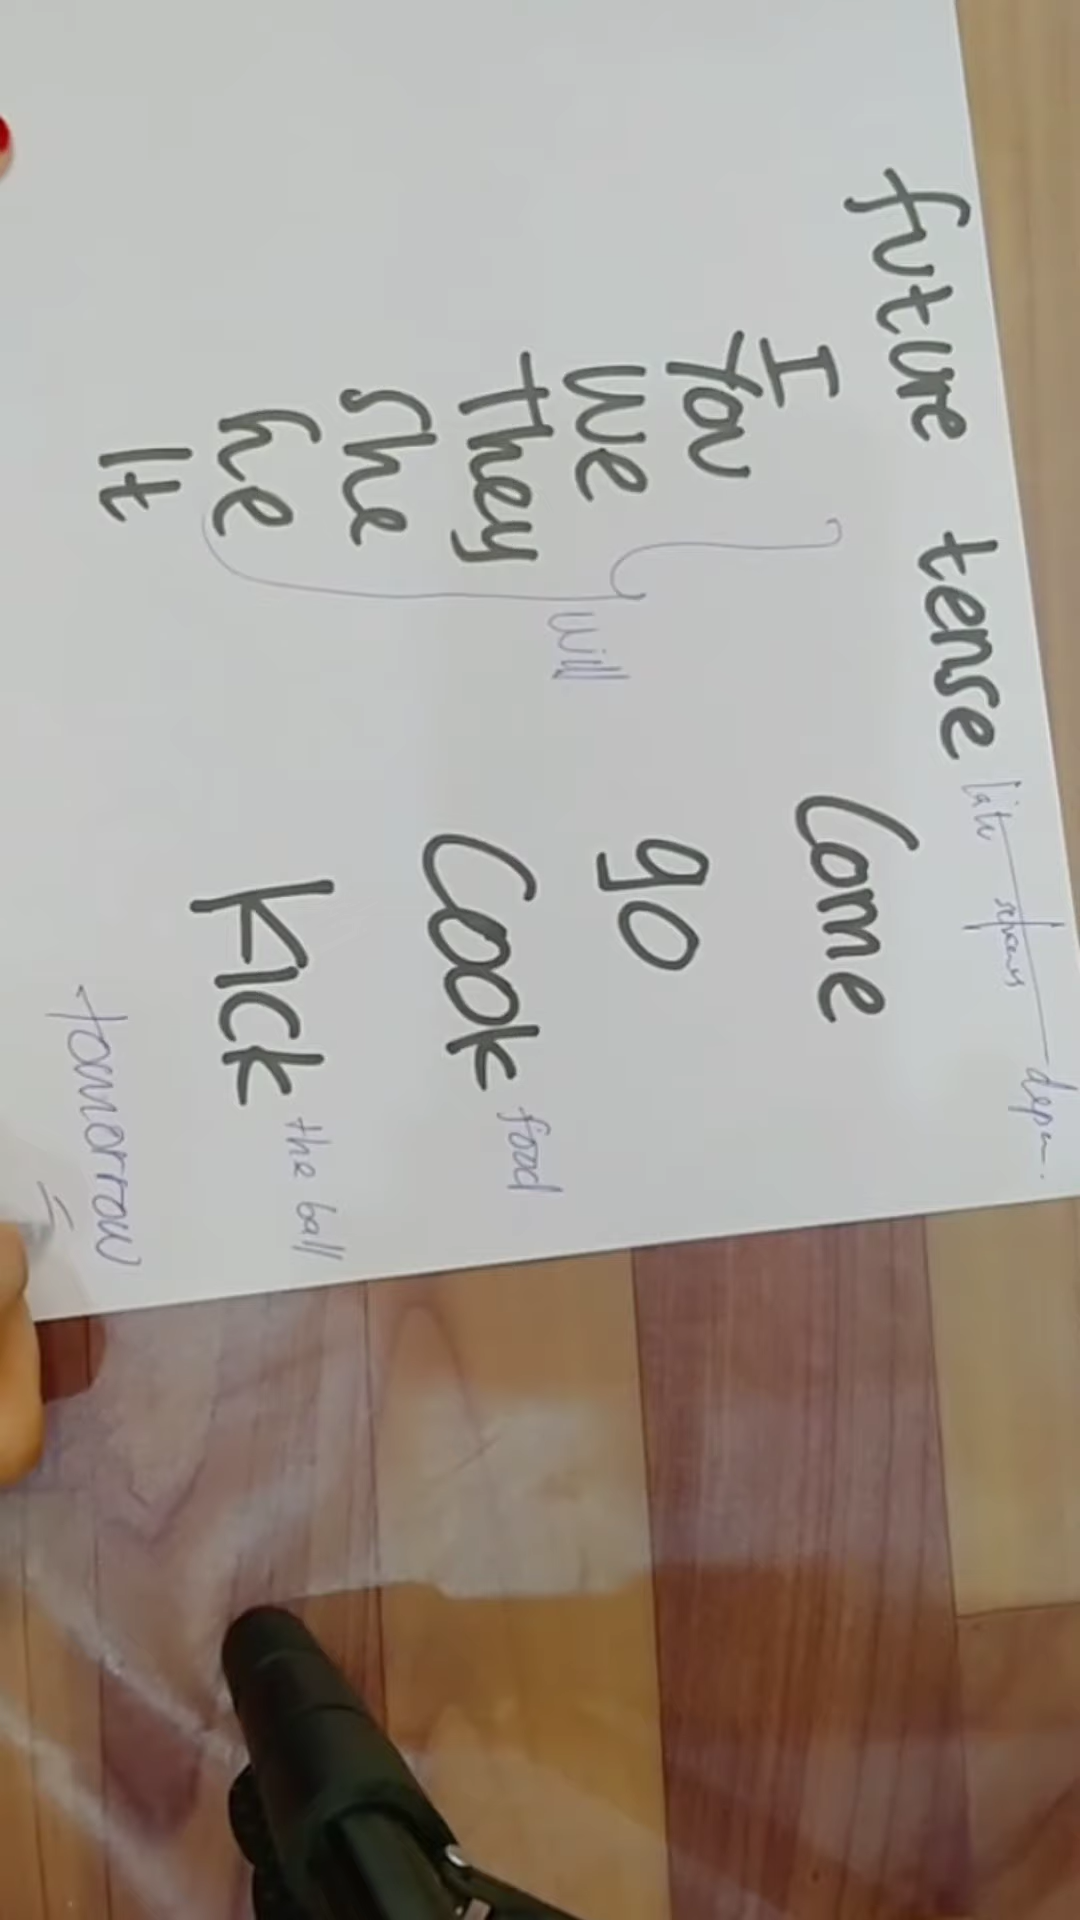 future tense
I
You
we
They
She
he
It
will
Come
go
Cook food
Kick the ball
tomorrow